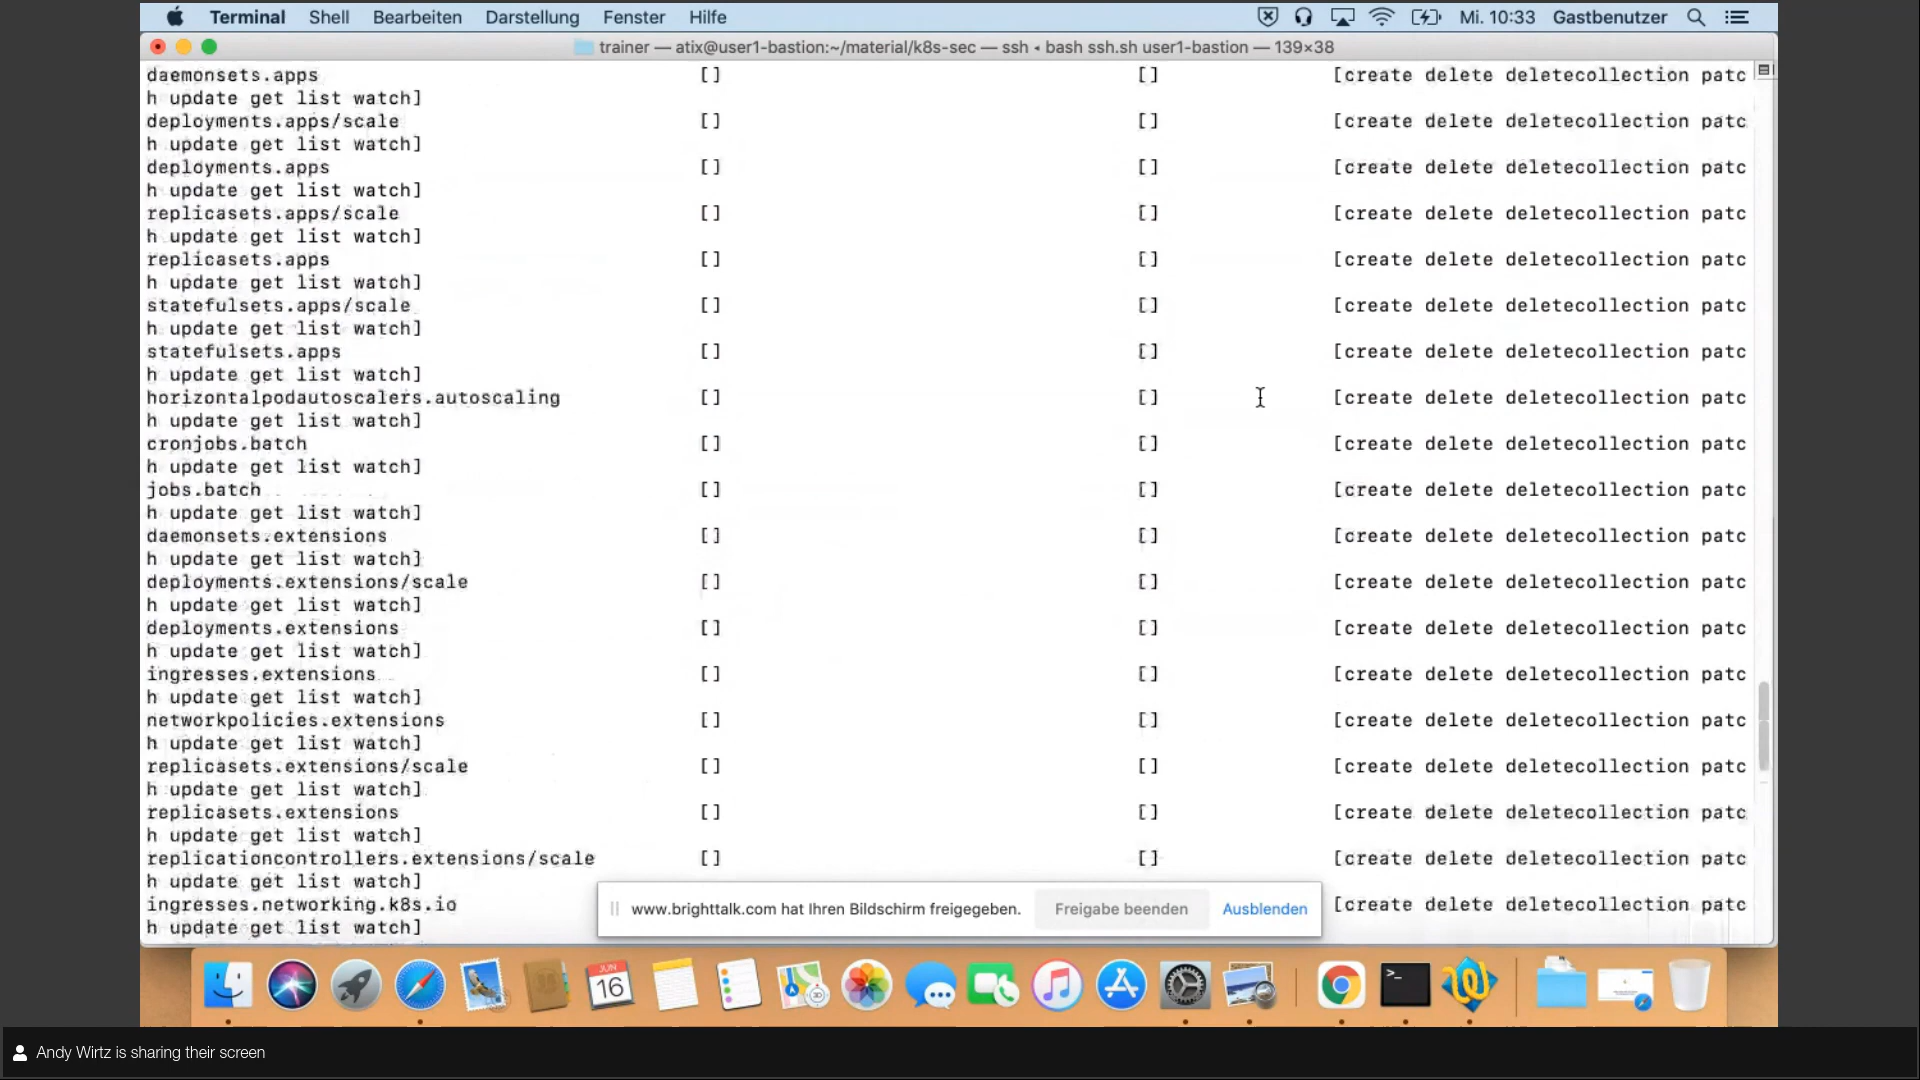 Terminal Shell Bearbeiten Darstellung Fenster Hilfe Mi. 10:33 Gastbenutzer
trainer — atix@user1-bastion:~/material/k8s-sec — ssh ◂ bash ssh.sh user1-bastion — 139×38
daemonsets.apps [] [] [create delete deletecollection patc
h update get list watch]
deployments.apps/scale [] [] [create delete deletecollection patc
h update get list watch]
deployments.apps [] [] [create delete deletecollection patc
h update get list watch]
replicasets.apps/scale [] [] [create delete deletecollection patc
h update get list watch]
replicasets.apps [] [] [create delete deletecollection patc
h update get list watch]
statefulsets.apps/scale [] [] [create delete deletecollection patc
h update get list watch]
statefulsets.apps [] [] [create delete deletecollection patc
h update get list watch]
horizontalpodautoscalers.autoscaling [] [] [create delete deletecollection patc
h update get list watch]
cronjobs.batch [] [] [create delete deletecollection patc
h update get list watch]
jobs.batch [] [] [create delete deletecollection patc
h update get list watch]
daemonsets.extensions [] [] [create delete deletecollection patc
h update get list watch]
deployments.extensions/scale [] [] [create delete deletecollection patc
h update get list watch]
deployments.extensions [] [] [create delete deletecollection patc
h update get list watch]
ingresses.extensions [] [] [create delete deletecollection patc
h update get list watch]
networkpolicies.extensions [] [] [create delete deletecollection patc
h update get list watch]
replicasets.extensions/scale [] [] [create delete deletecollection patc
h update get list watch]
replicasets.extensions [] [] [create delete deletecollection patc
h update get list watch]
replicationcontrollers.extensions/scale [] [] [create delete deletecollection patc
h update get list watch]
ingresses.networking.k8s.io [create delete deletecollection patc
h update get list watch]
www.brighttalk.com hat Ihren Bildschirm freigegeben. Freigabe beenden Ausblenden
JUN
16
Andy Wirtz is sharing their screen